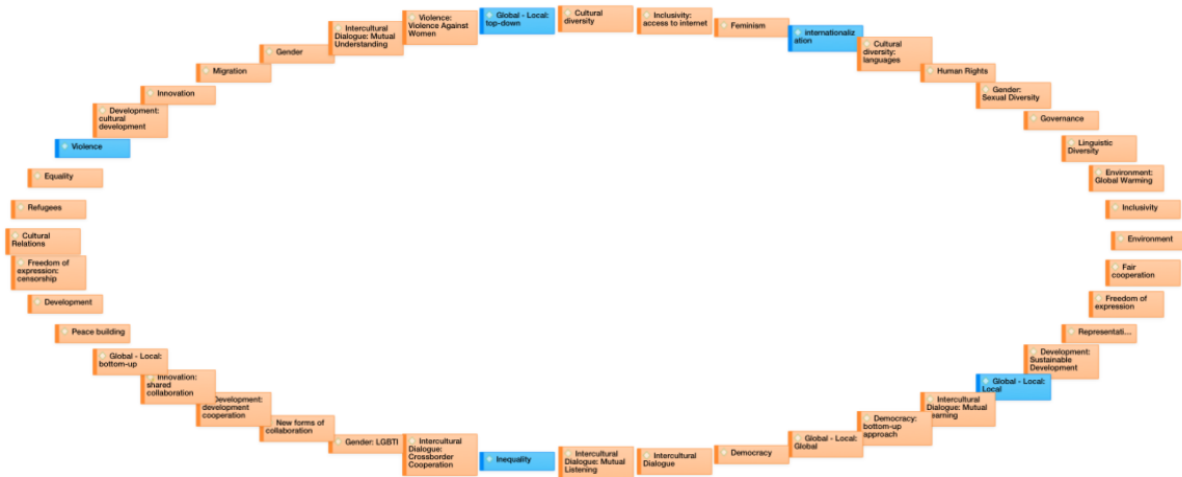 Global - Local:
top-down
Cultural
diversity
Inclusivity:
access to internet
Feminism
internationaliz
ation
Cultural
diversity:
languages
Human Rights
Gender:
Sexual Diversity
Governance
Linguistic
Diversity
Environment:
Global Warming
Inclusivity
Environment
Fair
cooperation
Freedom of
expression
Representati...
Development:
Sustainable
Development
Global - Local:
Local
Intercultural
Dialogue: Mutual
Learning
Democracy:
bottom-up
approach
Global - Local:
Global
Democracy
Intercultural
Dialogue
Intercultural
Dialogue: Mutual
Listening
Inequality
Intercultural
Dialogue:
Crossborder
Cooperation
Gender: LGBTI
New forms of
collaboration
Development:
development
cooperation
Innovation:
shared
collaboration
Global - Local:
bottom-up
Peace building
Development
Freedom of
expression:
censorship
Cultural
Relations
Refugees
Equality
Violence
Development:
cultural
development
Innovation
Migration
Gender
Intercultural
Dialogue: Mutual
Understanding
Violence:
Violence Against
Women